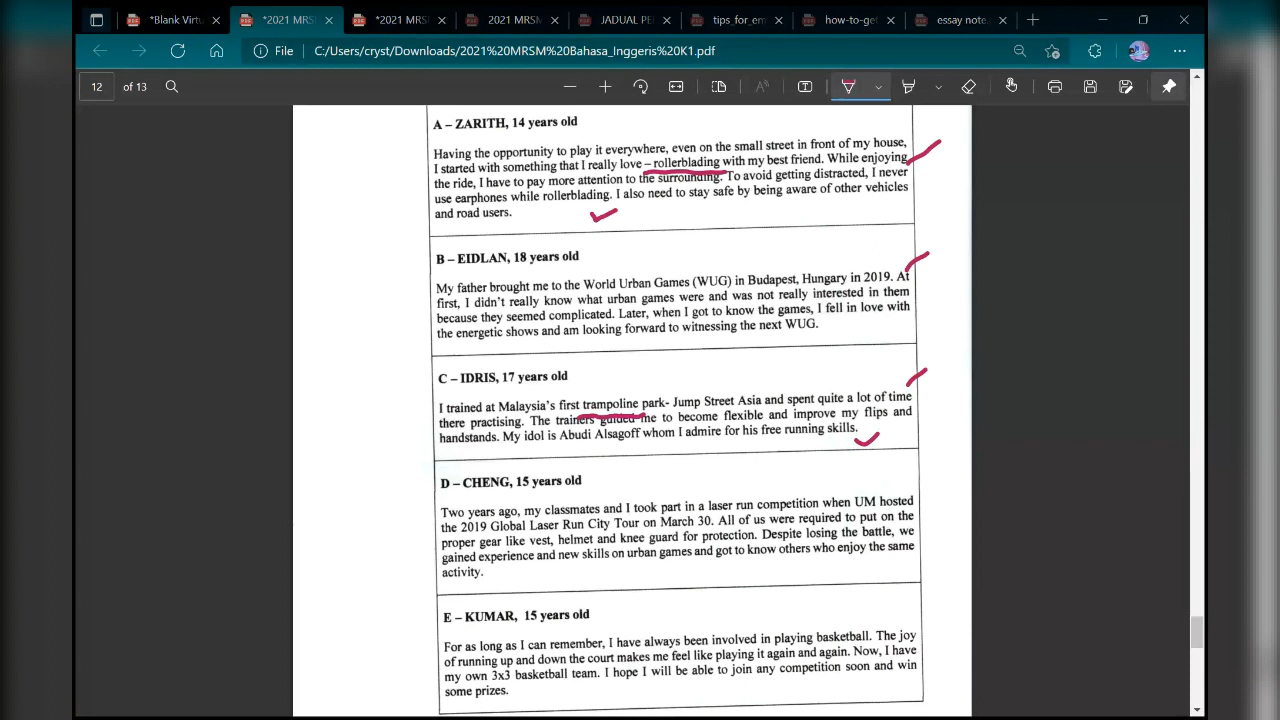 *Blank Virtu
*2021 MRSM
*2021 MRSM
2021 MRSM
JADUAL PE
tips_for_em
how-to-get
essay note.
File
C:/Users/cryst/Downloads/2021%20MRSM%20Bahasa_Inggeris%20K1.pdf
12 of 13
A – ZARITH, 14 years old
Having the opportunity to play it everywhere, even on the small street in front of my house,
I started with something that I really love – rollerblading with my best friend. While enjoying
the ride, I have to pay more attention to the surrounding. To avoid getting distracted, I never
use earphones while rollerblading. I also need to stay safe by being aware of other vehicles
and road users.
B – EIDLAN, 18 years old
My father brought me to the World Urban Games (WUG) in Budapest, Hungary in 2019. At
first, I didn't really know what urban games were and was not really interested in them
because they seemed complicated. Later, when I got to know the games, I fell in love with
the energetic shows and am looking forward to witnessing the next WUG.
C – IDRIS, 17 years old
I trained at Malaysia's first trampoline park- Jump Street Asia and spent quite a lot of time
there practising. The trainers guided me to become flexible and improve my flips and
handstands. My idol is Abudi Alsagoff whom I admire for his free running skills.
D – CHENG, 15 years old
Two years ago, my classmates and I took part in a laser run competition when UM hosted
the 2019 Global Laser Run City Tour on March 30. All of us were required to put on the
proper gear like vest, helmet and knee guard for protection. Despite losing the battle, we
gained experience and new skills on urban games and got to know others who enjoy the same
activity.
E – KUMAR, 15 years old
For as long as I can remember, I have always been involved in playing basketball. The joy
of running up and down the court makes me feel like playing it again and again. Now, I have
my own 3x3 basketball team. I hope I will be able to join any competition soon and win
some prizes.